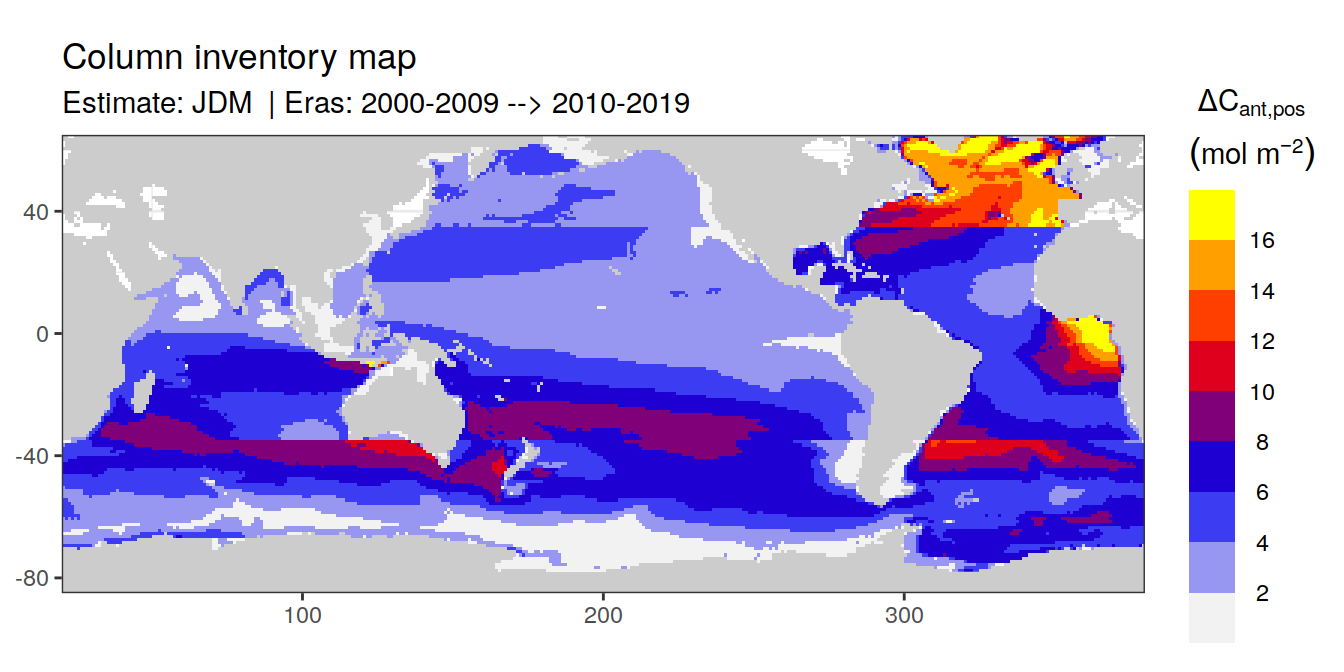 Column inventory map
Estimate: JDM | Eras: 2000-2009 --> 2010-2019
ΔCant,pos
(mol m−2)
16
14
12
10
8
6
4
2
40
0
-40
-80
100 200 300